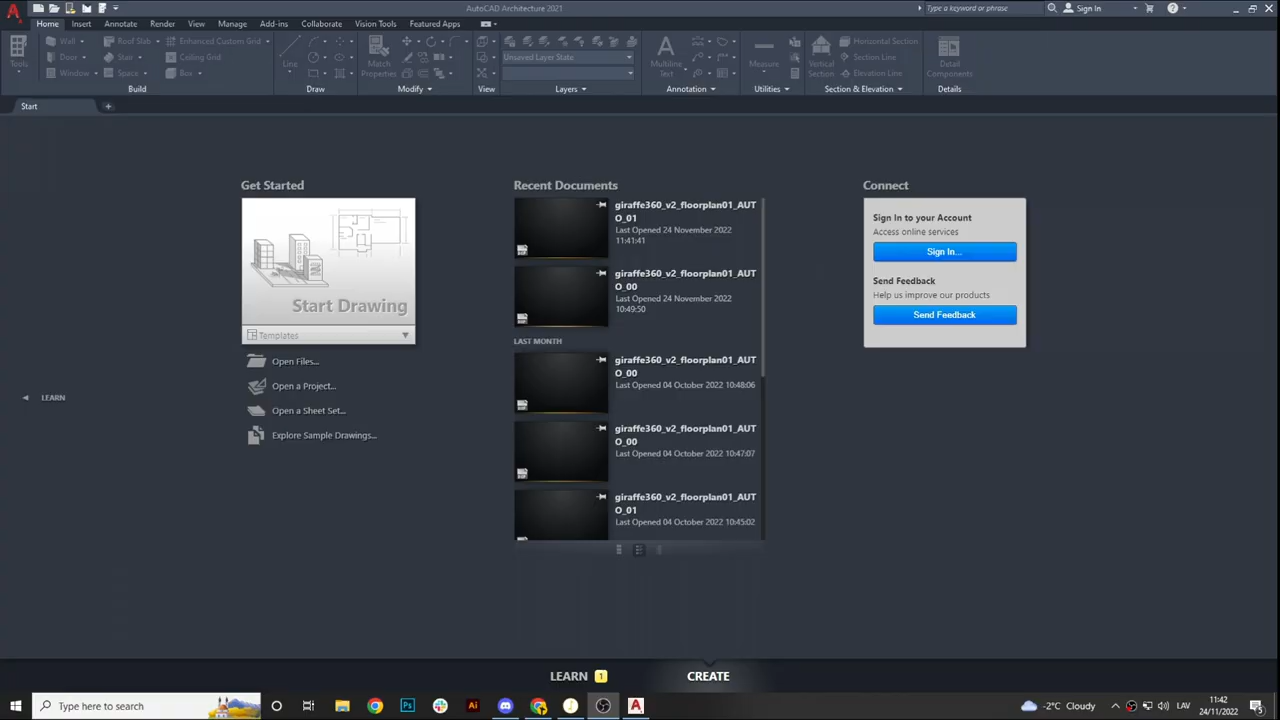 AutoCAD Architecture 2021
Type a keyword or phrase
Sign In
Home Insert Annotate Render View Manage Add-ins Collaborate Vision Tools Featured Apps
Tools
Wall
Door
Window
Roof Slab
Stair
Space
Enhanced Custom Grid
Ceiling Grid
Box
Line
Match Properties
Unsaved Layer State
Multiline Text
Measure
Vertical Section
Horizontal Section
Section Line
Elevation Line
Detail Components
Build Draw Modify View Layers Annotation Utilities Section & Elevation Details
Start
Get Started
Start Drawing
Templates
Open Files...
Open a Project...
Open a Sheet Set...
Explore Sample Drawings...
LEARN
Recent Documents
giraffe360_v2_floorplan01_AUT
O_01
Last Opened 24 November 2022
11:41:41
giraffe360_v2_floorplan01_AUT
O_00
Last Opened 24 November 2022
10:49:50
LAST MONTH
giraffe360_v2_floorplan01_AUT
O_00
Last Opened 04 October 2022 10:48:06
giraffe360_v2_floorplan01_AUT
O_00
Last Opened 04 October 2022 10:47:07
giraffe360_v2_floorplan01_AUT
O_01
Last Opened 04 October 2022 10:45:02
Connect
Sign In to your Account
Access online services
Sign In...
Send Feedback
Help us improve our products
Send Feedback
LEARN 1 CREATE
Type here to search
-2°C Cloudy
LAV
11:42
24/11/2022